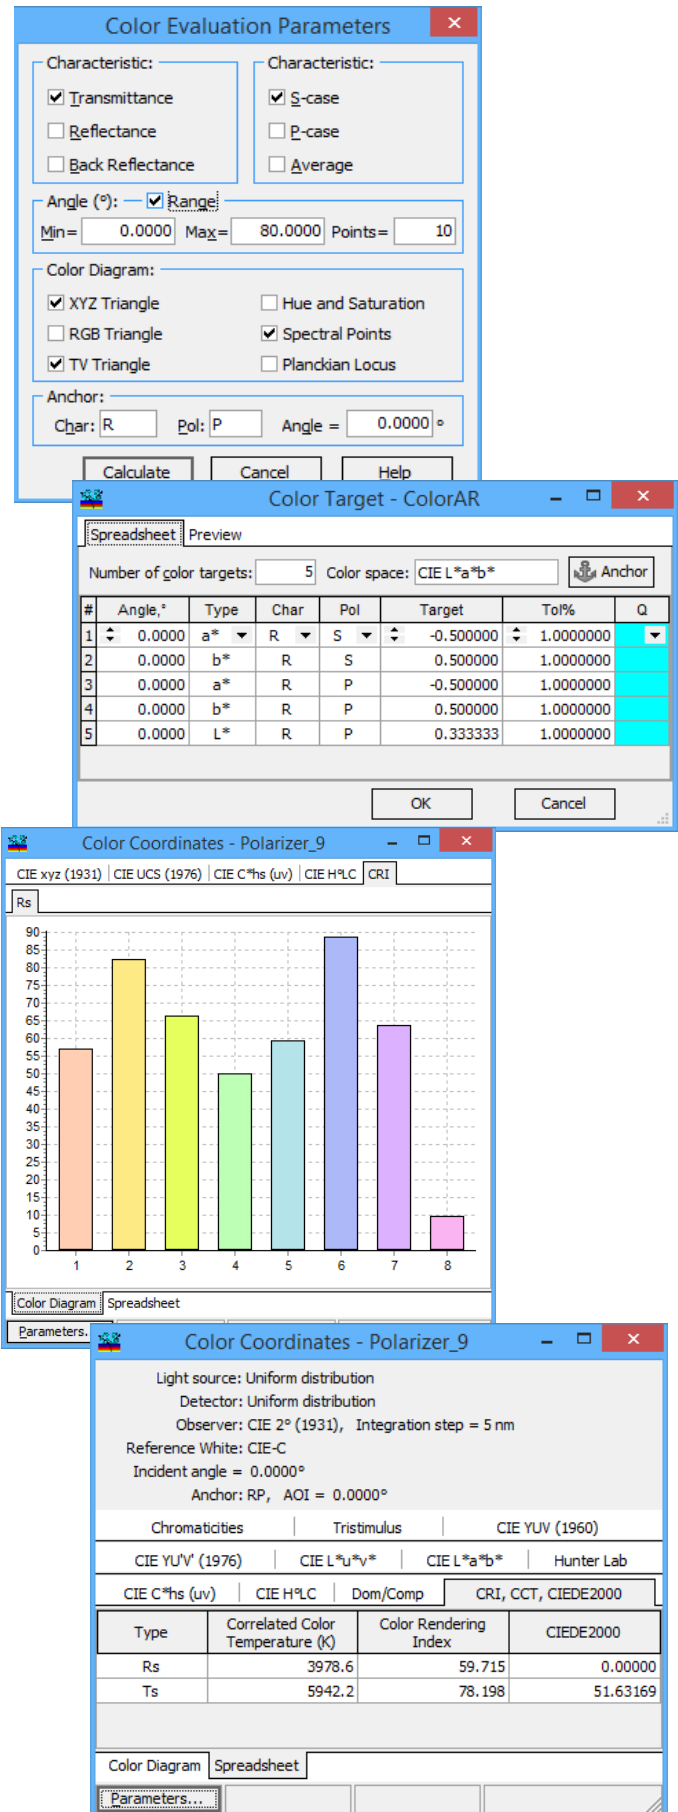 Color Evaluation Parameters
Characteristic: Characteristic:
Transmittance S-case
Reflectance P-case
Back Reflectance Average
Angle (°): Range
Min= 0.0000 Max= 80.0000 Points= 10
Color Diagram:
XYZ Triangle Hue and Saturation
RGB Triangle Spectral Points
TV Triangle Planckian Locus
Anchor:
Char: R Pol: P Angle = 0.0000 °
Calculate Cancel Help
Color Target - ColorAR
Spreadsheet Preview
Number of color targets: 5 Color space: CIE L*a*b* Anchor
# Angle,° Type Char Pol Target Tol% Q
1 0.0000 a* R S -0.500000 1.0000000
2 0.0000 b* R S 0.500000 1.0000000
3 0.0000 a* R P -0.500000 1.0000000
4 0.0000 b* R P 0.500000 1.0000000
5 0.0000 L* R P 0.333333 1.0000000
OK Cancel
Color Coordinates - Polarizer_9
CIE xyz (1931) CIE UCS (1976) CIE C*hs (uv) CIE H°LC CRI
Rs
90
85
80
75
70
65
60
55
50
45
40
35
30
25
20
15
10
5
0
1 2 3 4 5 6 7 8
Color Diagram Spreadsheet
Parameters.
Color Coordinates - Polarizer_9
Light source: Uniform distribution
Detector: Uniform distribution
Observer: CIE 2° (1931), Integration step = 5 nm
Reference White: CIE-C
Incident angle = 0.0000°
Anchor: RP, AOI = 0.0000°
Chromaticities Tristimulus CIE YUV (1960)
CIE YU'V' (1976) CIE L*u*v* CIE L*a*b* Hunter Lab
CIE C*hs (uv) CIE H°LC Dom/Comp CRI, CCT, CIEDE2000
Type Correlated Color Temperature (K) Color Rendering Index CIEDE2000
Rs 3978.6 59.715 0.00000
Ts 5942.2 78.198 51.63169
Color Diagram Spreadsheet
Parameters...